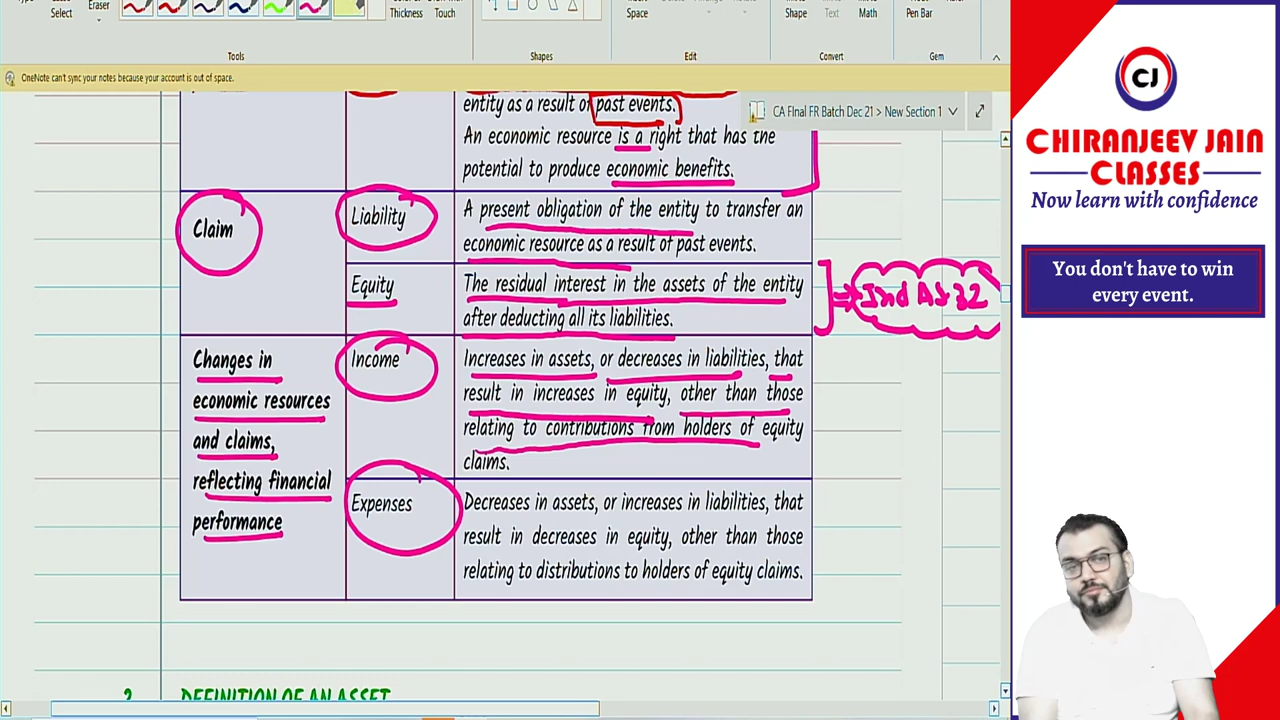 Eraser
Select
Thickness
Touch
Space
Shape
Text
Math
Pen Bar
Tools
Shapes
Edit
Convert
Gem
OneNote can't sync your notes because your account is out of space.
CA FInal FR Batch Dec 21 > New Section 1
entity as a result of past events.
An economic resource is a right that has the
potential to produce economic benefits.
Claim
Liability
A present obligation of the entity to transfer an
economic resource as a result of past events.
Equity
The residual interest in the assets of the entity
after deducting all its liabilities.
Ind AS 32
Changes in
economic resources
and claims,
reflecting financial
performance
Income
Increases in assets, or decreases in liabilities, that
result in increases in equity, other than those
relating to contributions from holders of equity
claims.
Expenses
Decreases in assets, or increases in liabilities, that
result in decreases in equity, other than those
relating to distributions to holders of equity claims.
2. DEFINITION OF AN ASSET
CJ
CHIRANJEEV JAIN
CLASSES
Now learn with confidence
You don't have to win
every event.